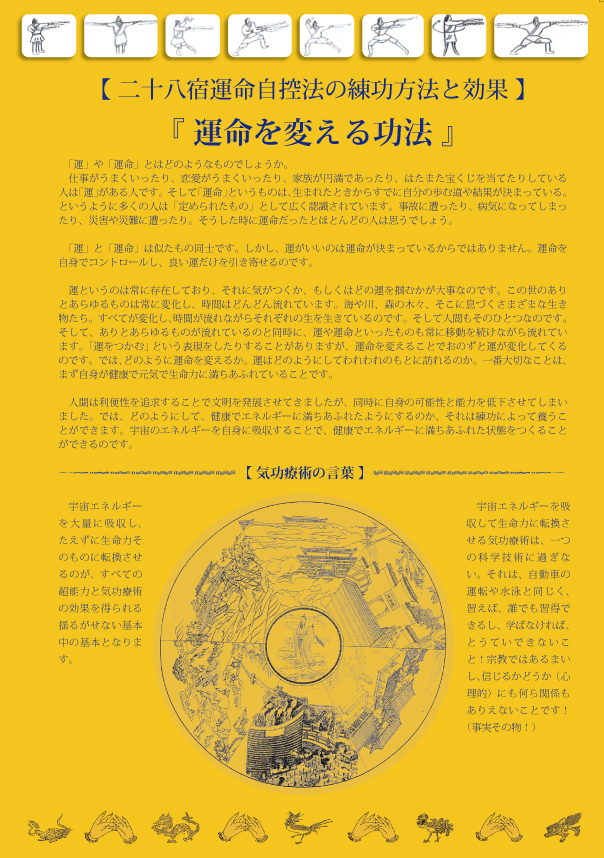 【 二十八宿運命自控法の練功方法と効果 】
『 運命を変える功法 』
「運」や「運命」とはどのようなものでしょうか。
仕事がうまくいったり、恋愛がうまくいったり、家族が円満であったり、はたまた宝くじを当てたりしている
人は「運」がある人です。そして「運命」というものは、生まれたときからすでに自分の歩む道や結果が決まっている。
というように多くの人は「定められたもの」として広く認識されています。事故に遭ったり、病気になってしまっ
たり、災害や災難に遭ったり。そうした時に運命だったとほとんどの人は思うでしょう。
「運」と「運命」は似たもの同士です。しかし、運がいいのは運命が決まっているからではありません。運命を
自身でコントロールし、良い運だけを引き寄せるのです。
運というのは常に存在しており、それに気がつくか、もしくはどの運を掴むかが大事なのです。この世のあり
とあらゆるものは常に変化し、時間はどんどん流れています。海や川、森の木々、そこに息づくさまざまな生き
物たち。すべてが変化し、時間が流れながらそれぞれの生を生きているのです。そして人間もそのひとつなのです。
そして、ありとあらゆるものが流れているのと同時に、運や運命といったものも常に移動を続けながら流れてい
ます。「運をつかむ」という表現をしたりすることがありますが、運命を変えることでおのずと運が変化してくる
のです。では、どのように運命を変えるか。運はどのようにしてわれわれのもとに訪れるのか。一番大切なことは、
まず自身が健康で元気で生命力に満ちあふれていることです。
人間は利便性を追求することで文明を発展させてきましたが、同時に自身の可能性と能力を低下させてしまい
ました。では、どのようにして、健康でエネルギーに満ちあふれたようにするのか、それは練功によって養うこ
とができます。宇宙のエネルギーを自身に吸収することで、健康でエネルギーに満ちあふれた状態をつくること
ができるのです。
【 気功療術の言葉 】
宇宙エネルギー
を大量に吸収し、
たえずに生命力そ
のものに転換させ
るのが、すべての
超能力と気功療術
の効果を得られる
揺るがせない基本
中の基本となりま
す。
宇宙エネルギーを吸
収して生命力に転換さ
せる気功療術は、一つ
の科学技術に過ぎな
い。それは、自動車の
運転や水泳と同じく、
習えば、誰でも習得で
きるし、学ばなければ、
とうていできないこ
と！宗教ではあるまい
し、信じるかどうか（心
理的）にも何ら関係も
ありえないことです！
（事実その物！）